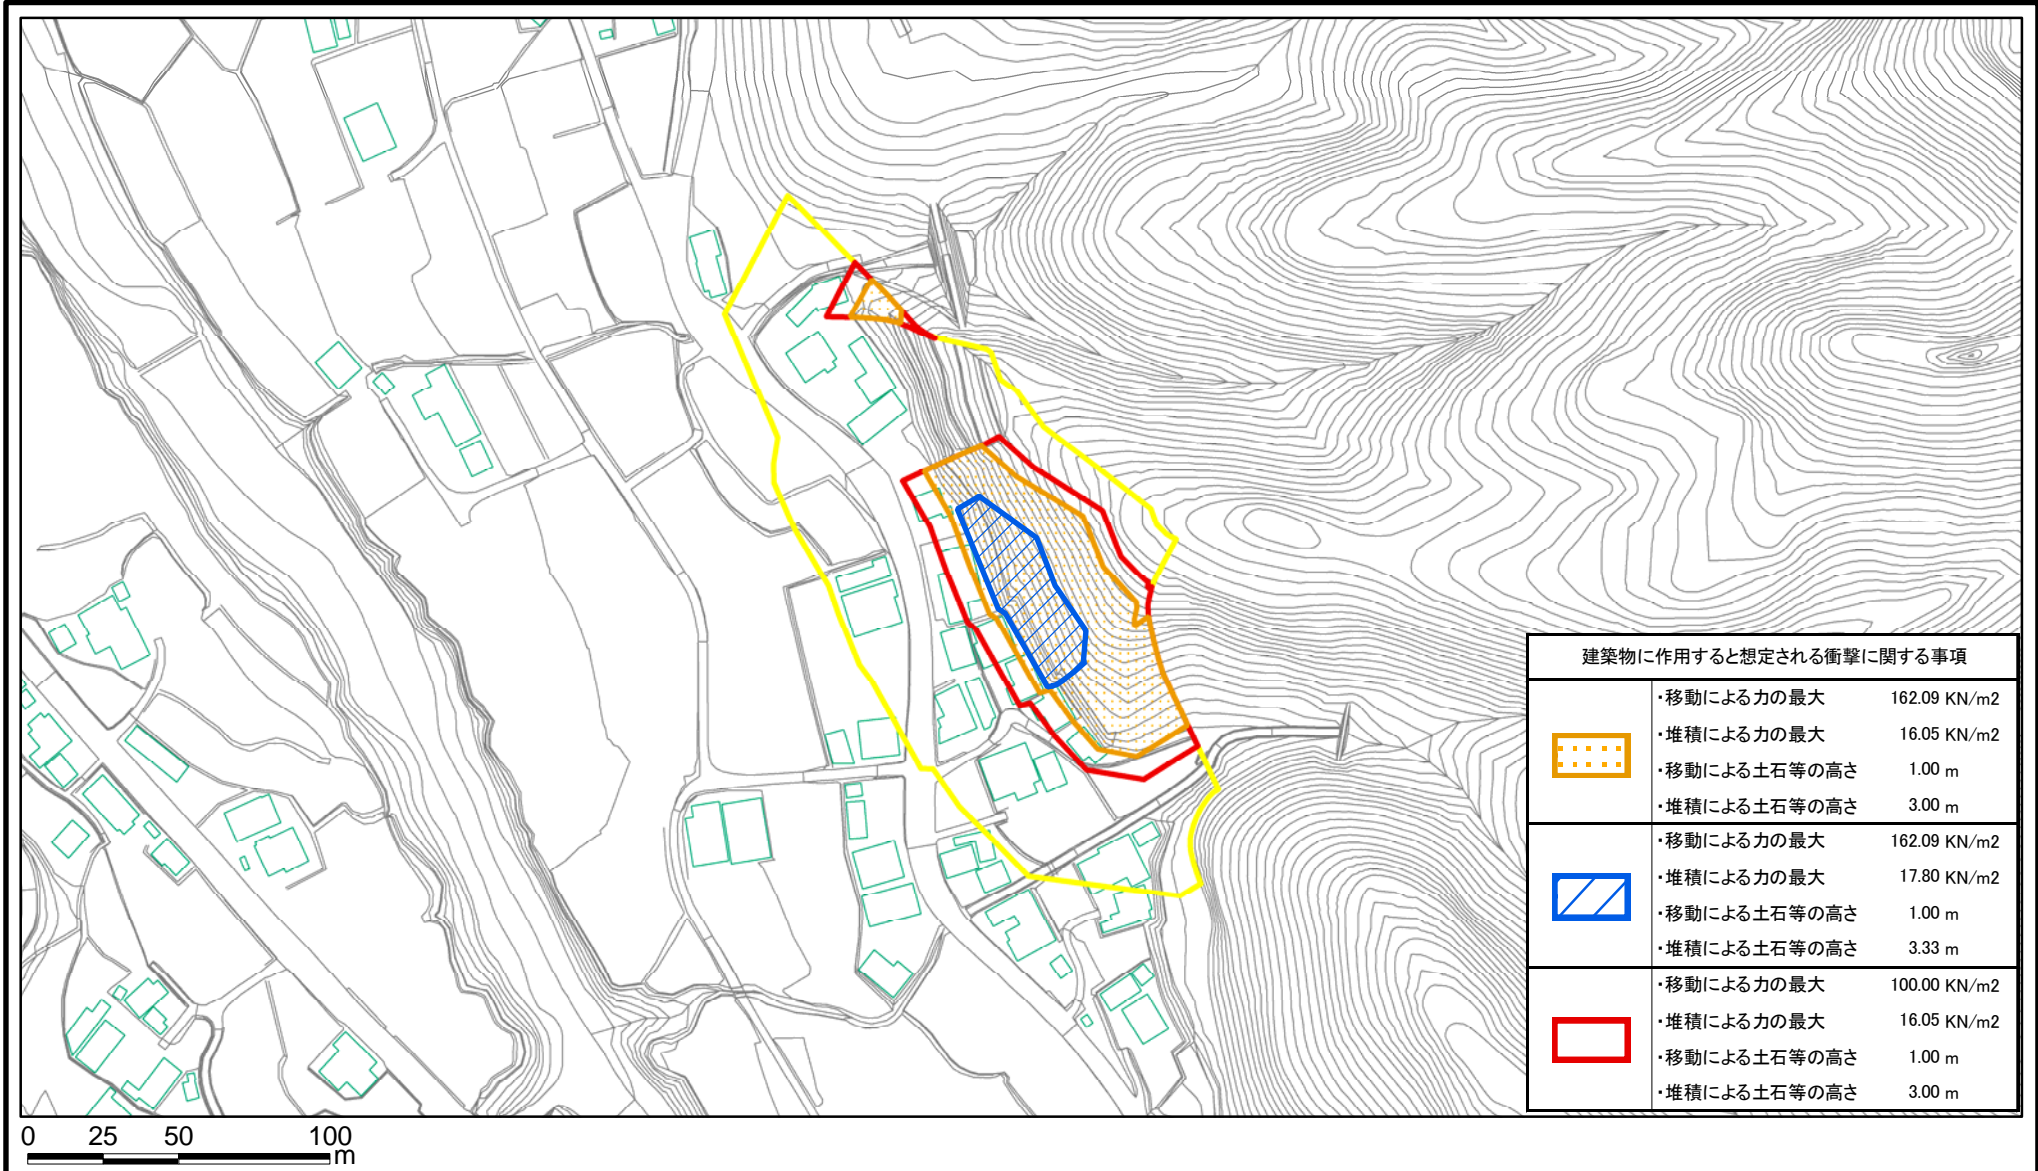 建築物に作用すると想定される衝撃に関する事項
・移動による力の最大 162.09 KN/m2
・堆積による力の最大 16.05 KN/m2
・移動による土石等の高さ 1.00 m
・堆積による土石等の高さ 3.00 m
・移動による力の最大 162.09 KN/m2
・堆積による力の最大 17.80 KN/m2
・移動による土石等の高さ 1.00 m
・堆積による土石等の高さ 3.33 m
・移動による力の最大 100.00 KN/m2
・堆積による力の最大 16.05 KN/m2
・移動による土石等の高さ 1.00 m
・堆積による土石等の高さ 3.00 m
0 25 50 100
m